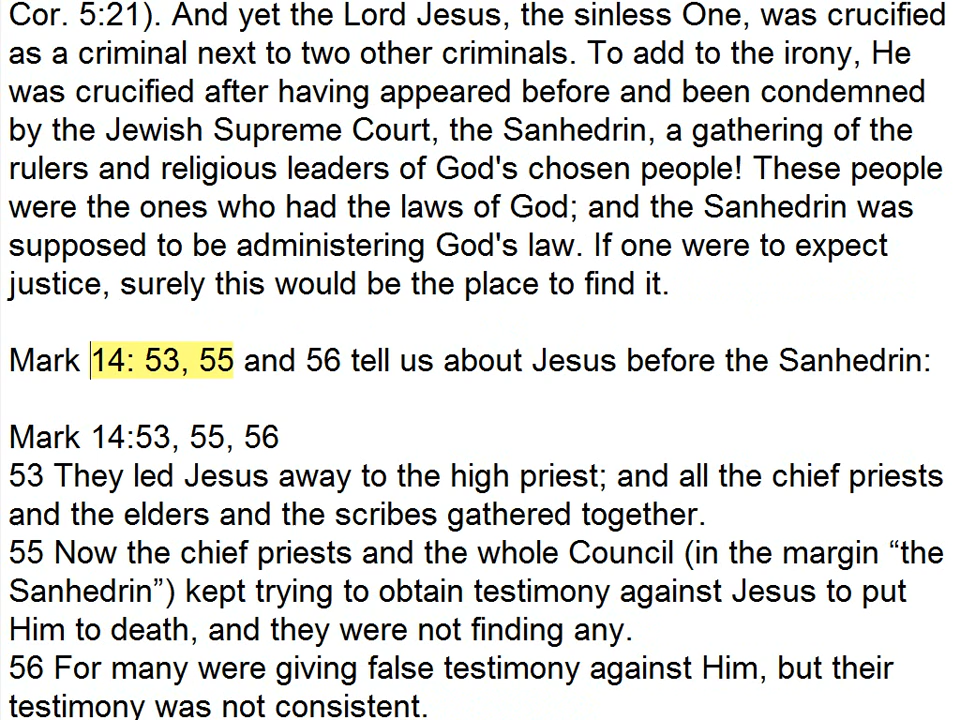 Cor. 5:21). And yet the Lord Jesus, the sinless One, was crucified
as a criminal next to two other criminals. To add to the irony, He
was crucified after having appeared before and been condemned
by the Jewish Supreme Court, the Sanhedrin, a gathering of the
rulers and religious leaders of God's chosen people! These people
were the ones who had the laws of God; and the Sanhedrin was
supposed to be administering God's law. If one were to expect
justice, surely this would be the place to find it.
Mark 14: 53, 55 and 56 tell us about Jesus before the Sanhedrin:
Mark 14:53, 55, 56
53 They led Jesus away to the high priest; and all the chief priests
and the elders and the scribes gathered together.
55 Now the chief priests and the whole Council (in the margin “the
Sanhedrin”) kept trying to obtain testimony against Jesus to put
Him to death, and they were not finding any.
56 For many were giving false testimony against Him, but their
testimony was not consistent.